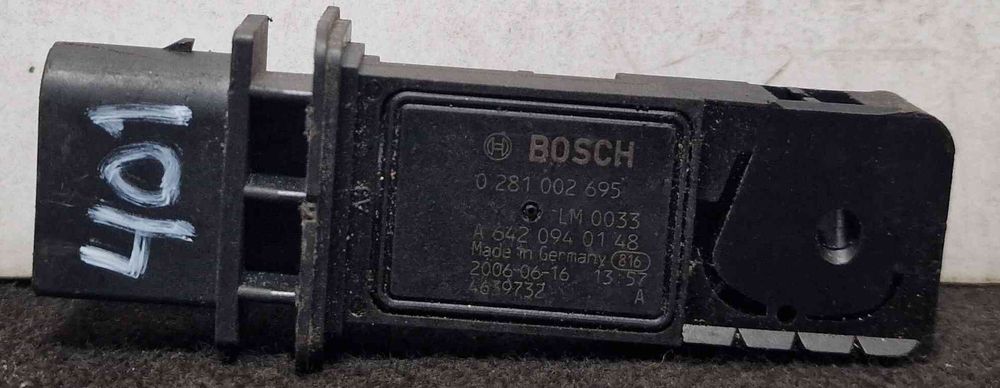 401
BOSCH
0 281 002 695
LM 0033
A 642 094 01 48
Made in Germany 816
2006-06-16 13:57
4639732 A